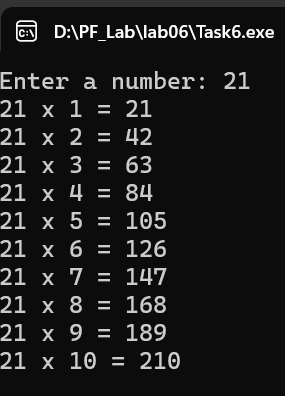 D:\PF_Lab\lab06\Task6.exe
Enter a number: 21
21 x 1 = 21
21 x 2 = 42
21 x 3 = 63
21 x 4 = 84
21 x 5 = 105
21 x 6 = 126
21 x 7 = 147
21 x 8 = 168
21 x 9 = 189
21 x 10 = 210